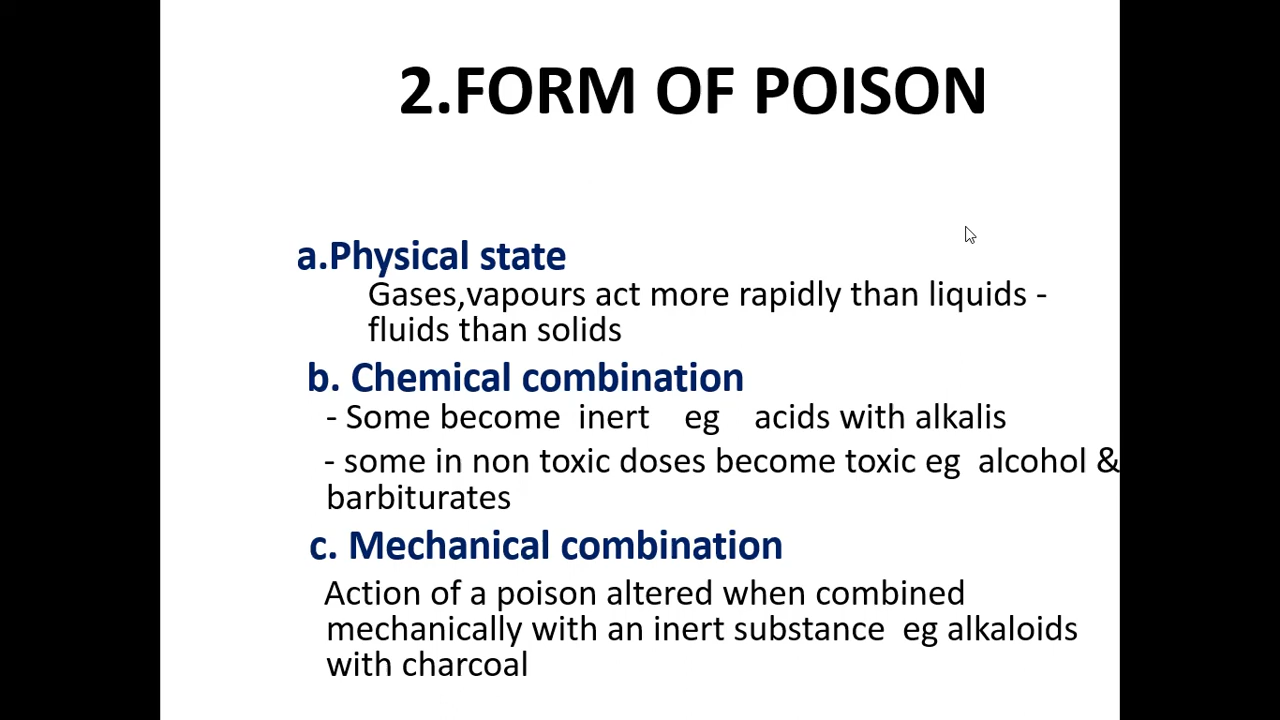 2.FORM OF POISON
a.Physical state
Gases,vapours act more rapidly than liquids -
fluids than solids
b. Chemical combination
- Some become inert eg acids with alkalis
- some in non toxic doses become toxic eg alcohol &
barbiturates
c. Mechanical combination
Action of a poison altered when combined
mechanically with an inert substance eg alkaloids
with charcoal